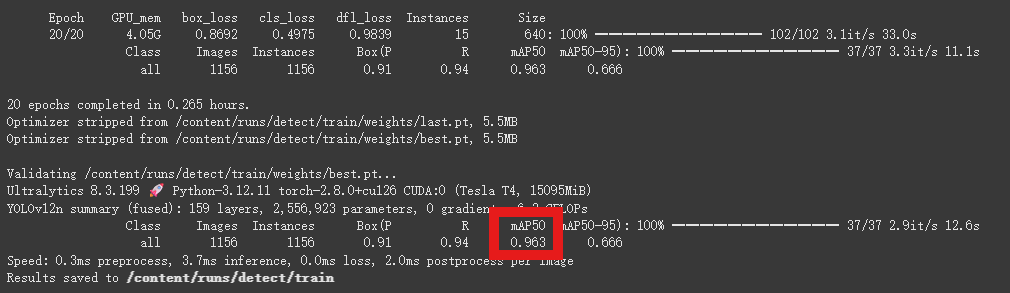 Epoch GPU_mem box_loss cls_loss dfl_loss Instances Size
20/20 4.05G 0.8692 0.4975 0.9839 15 640: 100% ━━━━━━━━━━━━ 102/102 3.1it/s 33.0s
Class Images Instances Box(P R mAP50 mAP50-95): 100% ━━━━━━━━━━━━ 37/37 3.3it/s 11.1s
all 1156 1156 0.91 0.94 0.963 0.666
20 epochs completed in 0.265 hours.
Optimizer stripped from /content/runs/detect/train/weights/last.pt, 5.5MB
Optimizer stripped from /content/runs/detect/train/weights/best.pt, 5.5MB
Validating /content/runs/detect/train/weights/best.pt...
Ultralytics 8.3.199 🚀 Python-3.12.11 torch-2.8.0+cu126 CUDA:0 (Tesla T4, 15095MiB)
YOLOv12n summary (fused): 159 layers, 2,556,923 parameters, 0 gradient
Class Images Instances Box(P R mAP50 mAP50-95): 100% ━━━━━━━━━━━━ 37/37 2.9it/s 12.6s
all 1156 1156 0.91 0.94 0.963 0.666
Speed: 0.3ms preprocess, 3.7ms inference, 0.0ms loss, 2.0ms postprocess per image
Results saved to /content/runs/detect/train